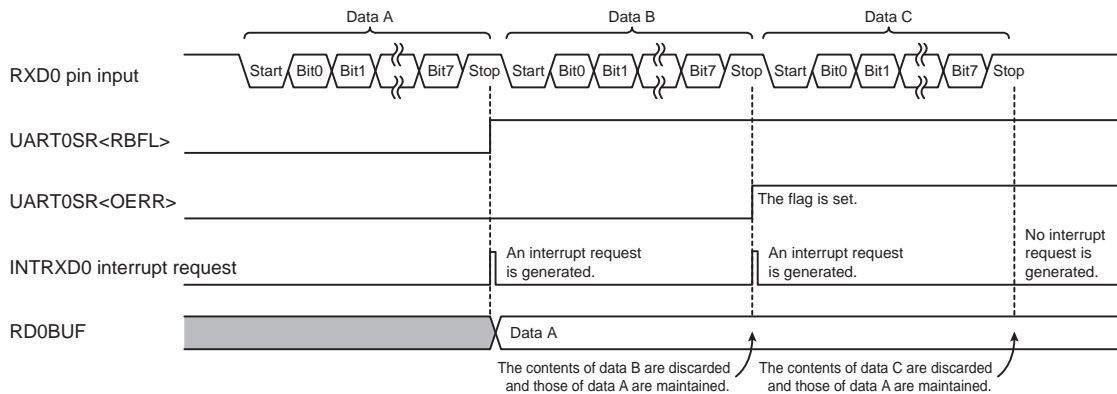 Data A Data B Data C
RXD0 pin input Start Bit0 Bit1 Bit7 Stop Start Bit0 Bit1 Bit7 Stop Start Bit0 Bit1 Bit7 Stop
UART0SR<RBFL>
UART0SR<OERR> The flag is set.
INTRXD0 interrupt request
An interrupt request
is generated.
An interrupt request
is generated.
No interrupt
request is
generated.
RD0BUF Data A
The contents of data B are discarded
and those of data A are maintained.
The contents of data C are discarded
and those of data A are maintained.